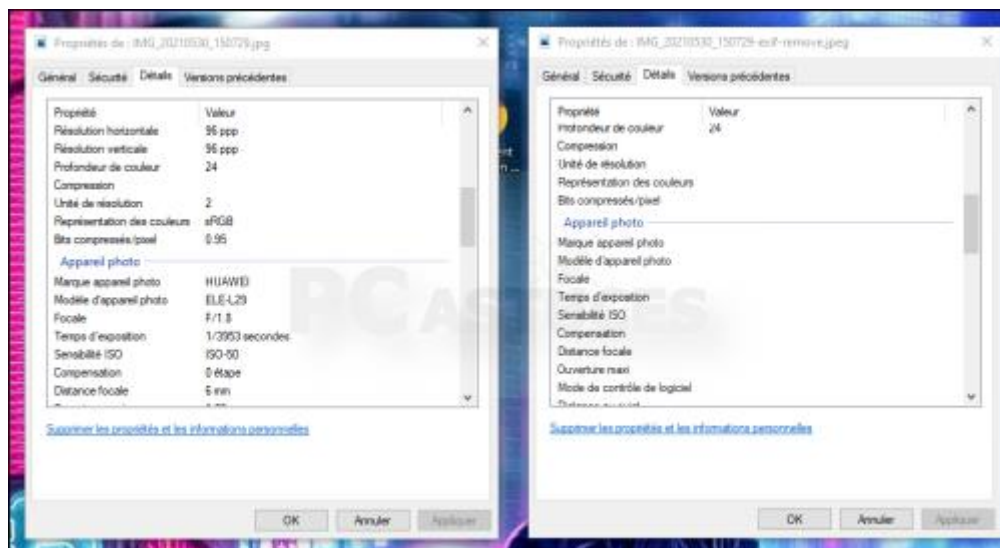 Propriétés de : IMG_20210530_150729.jpg
Général Sécurité Détails Versions précédentes
Propriété Valeur
Résolution horizontale 96 ppp
Résolution verticale 96 ppp
Profondeur de couleur 24
Compression
Unité de résolution 2
Représentation des couleurs sRGB
Bits compressés/pixel 0.95
Appareil photo
Marque appareil photo HUAWEI
Modèle d'appareil photo ELE-L29
Focale F/1.8
Temps d'exposition 1/3953 secondes
Sensibilité ISO ISO-50
Compensation 0 étape
Distance focale 6 mm
Supprimer les propriétés et les informations personnelles
OK Annuler Appliquer
Propriétés de : IMG_20210530_150729-exif-remove.jpeg
Général Sécurité Détails Versions précédentes
Propriété Valeur
Profondeur de couleur 24
Compression
Unité de résolution
Représentation des couleurs
Bits compressés/pixel
Appareil photo
Marque appareil photo
Modèle d'appareil photo
Focale
Temps d'exposition
Sensibilité ISO
Compensation
Distance focale
Ouverture maxi
Mode de contrôle de logiciel
Supprimer les propriétés et les informations personnelles
OK Annuler Appliquer
PC ASTUCES